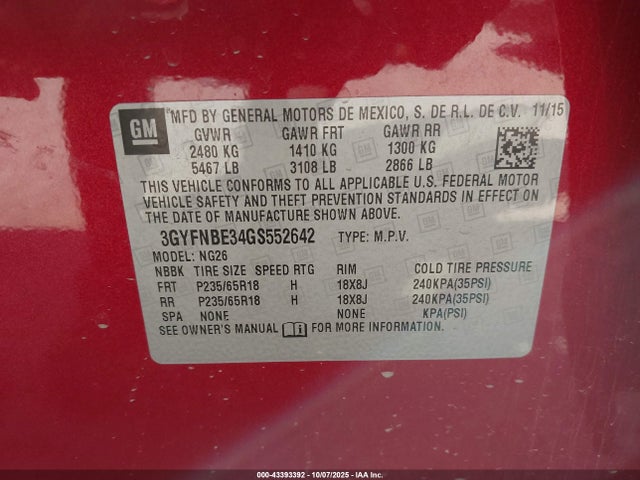 GM
MFD BY GENERAL MOTORS DE MEXICO, S. DE R.L. DE C.V. 11/15
GVWR GAWR FRT GAWR RR
2480 KG 1410 KG 1300 KG
5467 LB 3108 LB 2866 LB
THIS VEHICLE CONFORMS TO ALL APPLICABLE U.S. FEDERAL MOTOR
VEHICLE SAFETY AND THEFT PREVENTION STANDARDS IN EFFECT ON
THE DATE OF MANUFACTURE SHOWN ABOVE.
3GYFNBE34GS552642 TYPE: M.P.V.
MODEL: NG26
NBBK TIRE SIZE SPEED RTG RIM COLD TIRE PRESSURE
FRT P235/65R18 H 18X8J 240KPA(35PSI)
RR P235/65R18 H 18X8J 240KPA(35PSI)
SPA NONE NONE KPA(PSI)
SEE OWNER'S MANUAL FOR MORE INFORMATION.
000-43393392 - 10/07/2025 - IAA Inc.